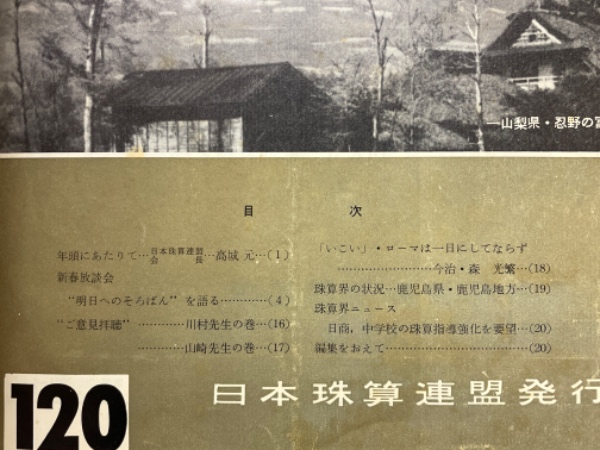 —山梨県・忍野の富
目次
年頭にあたりて…日本珠算連盟会長…高城 元…(1)
新春放談会
“明日へのそろばん”を語る…………(4)
“ご意見拝聴” …………川村先生の巻…(16)
…………山崎先生の巻…(17)
「いこい」・ローマは一日にしてならず
……………………今治・森 光繁…(18)
珠算界の状況…鹿児島県・鹿児島地方…(19)
珠算界ニュース
日商，中学校の珠算指導強化を要望…(20)
編集をおえて……………………………(20)
120
日本珠算連盟発行